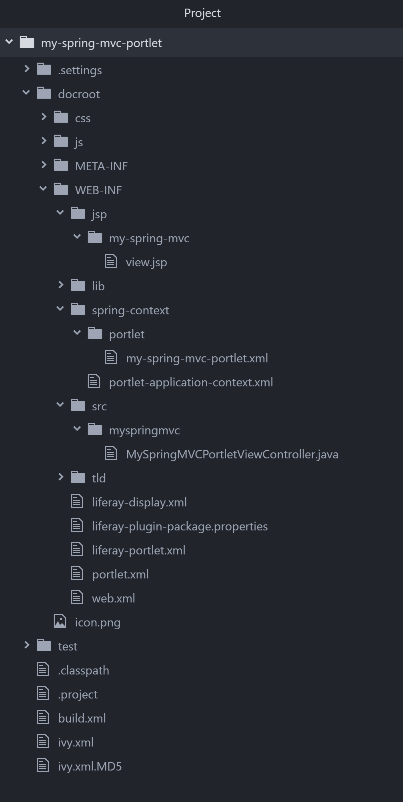 Project
my-spring-mvc-portlet
.settings
docroot
css
js
META-INF
WEB-INF
jsp
my-spring-mvc
view.jsp
lib
spring-context
portlet
my-spring-mvc-portlet.xml
portlet-application-context.xml
src
myspringmvc
MySpringMVCPortletViewController.java
tld
liferay-display.xml
liferay-plugin-package.properties
liferay-portlet.xml
portlet.xml
web.xml
icon.png
test
.classpath
.project
build.xml
ivy.xml
ivy.xml.MD5